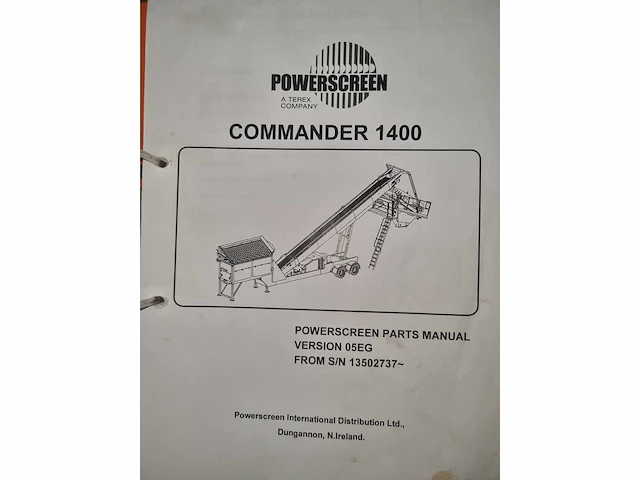 POWERSCREEN
A TEREX
COMPANY
COMMANDER 1400
POWERSCREEN PARTS MANUAL
VERSION 05EG
FROM S/N 13502737~
Powerscreen International Distribution Ltd.,
Dungannon, N.Ireland.